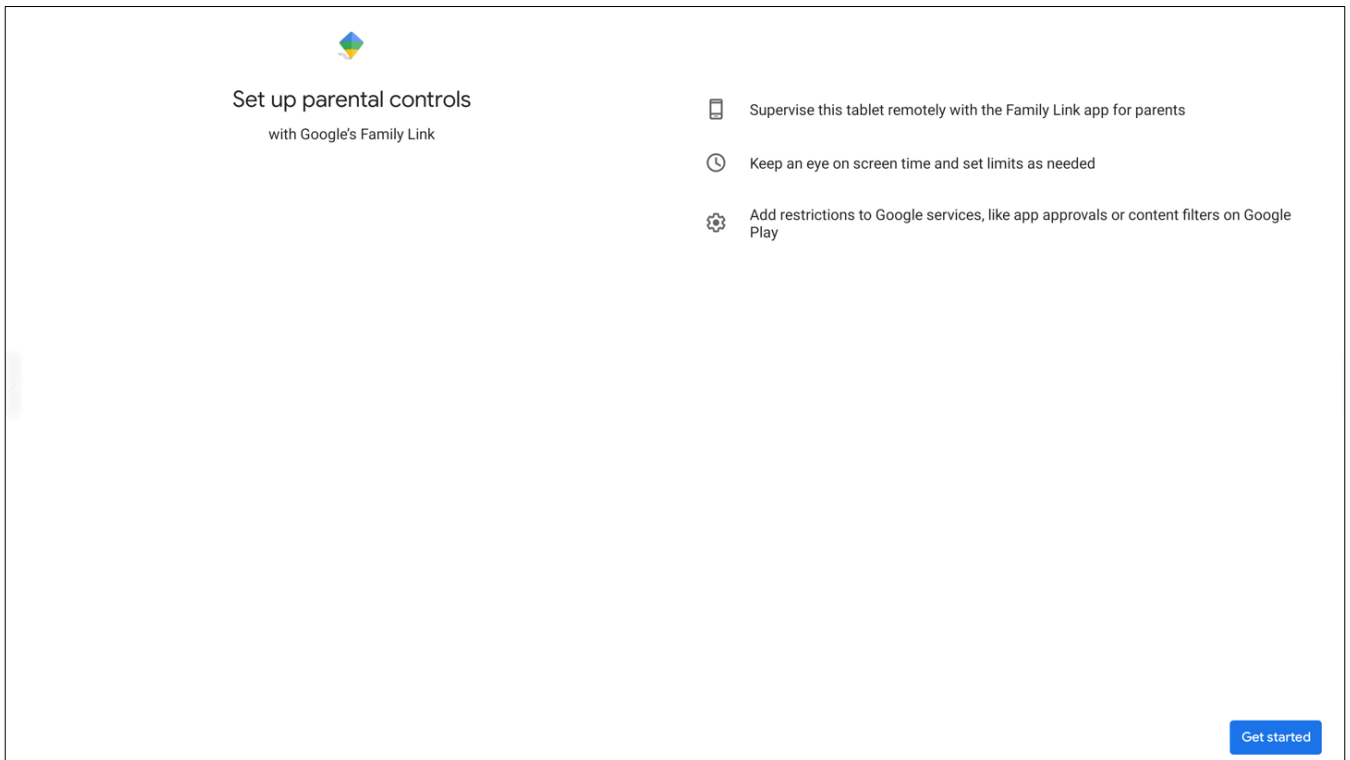 Set up parental controls
with Google’s Family Link
Supervise this tablet remotely with the Family Link app for parents
Keep an eye on screen time and set limits as needed
Add restrictions to Google services, like app approvals or content filters on Google
Play
Get started